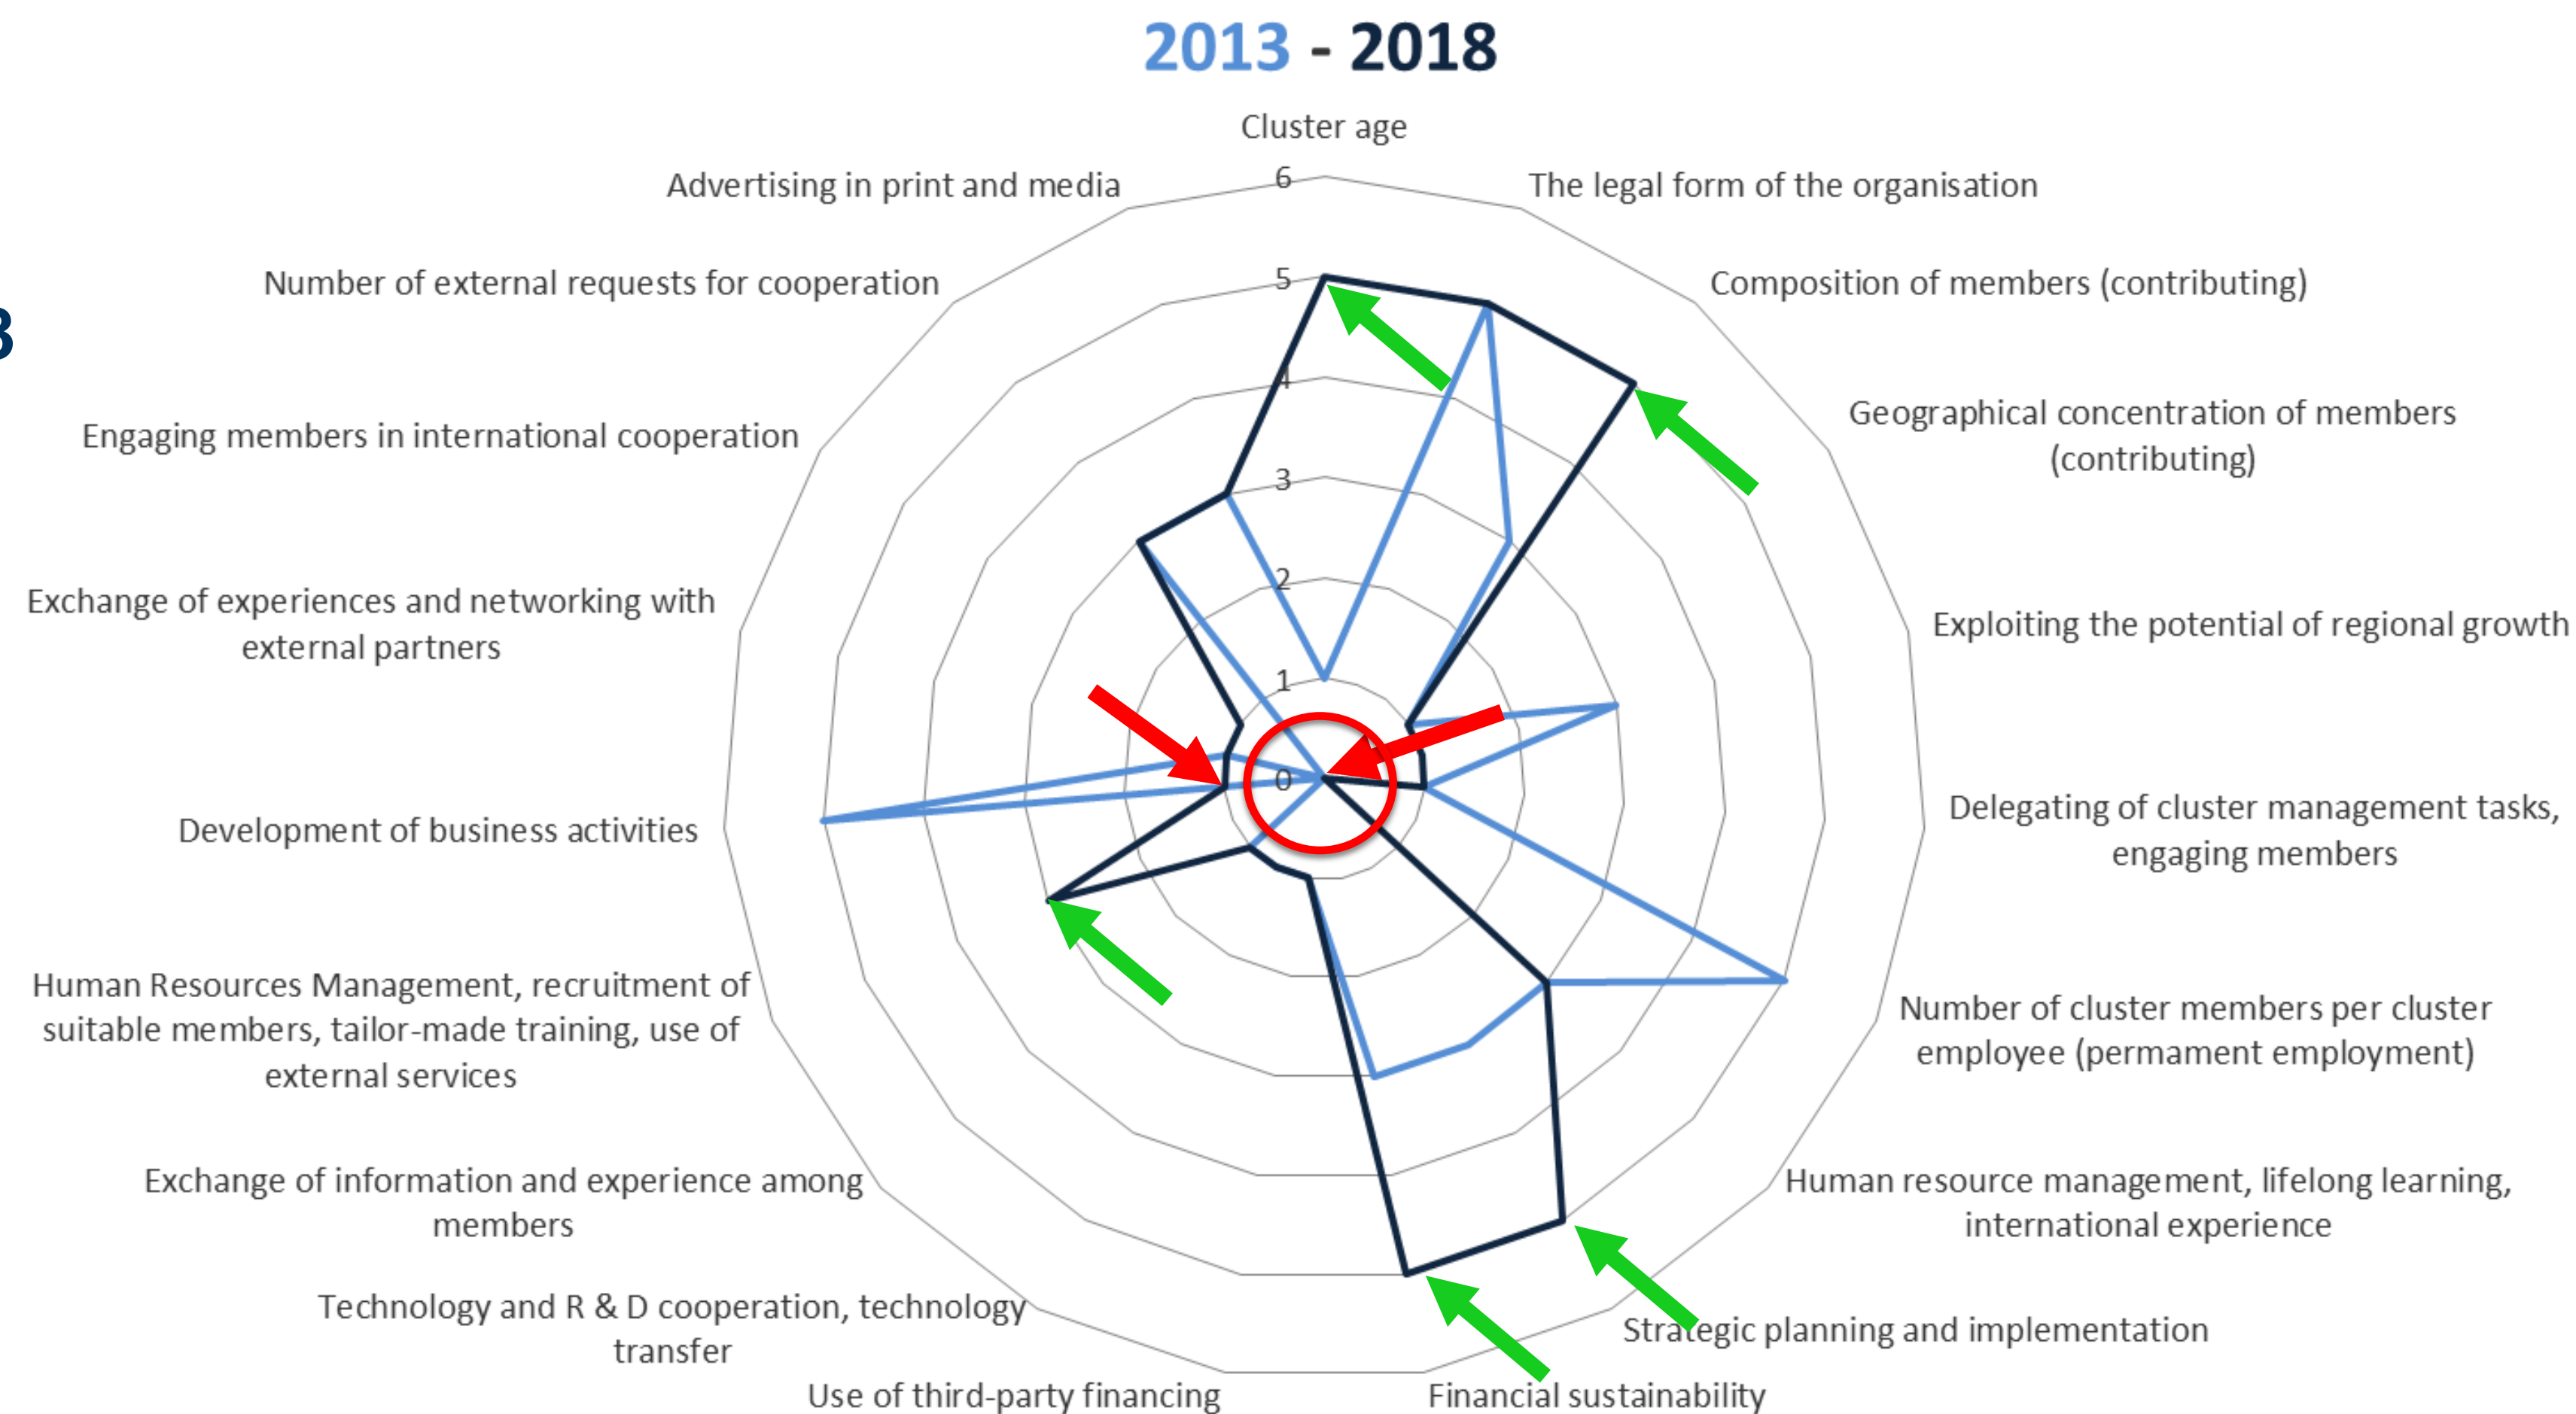 2013 - 2018
Cluster age
Advertising in print and media
The legal form of the organisation
Number of external requests for cooperation
Composition of members (contributing)
Engaging members in international cooperation
Geographical concentration of members
(contributing)
Exchange of experiences and networking with
external partners
Exploiting the potential of regional growth
Development of business activities
Delegating of cluster management tasks,
engaging members
Human Resources Management, recruitment of
suitable members, tailor-made training, use of
external services
Number of cluster members per cluster
employee (permament employment)
Exchange of information and experience among
members
Human resource management, lifelong learning,
international experience
Technology and R & D cooperation, technology
transfer
Strategic planning and implementation
Use of third-party financing
Financial sustainability
6
5
4
3
2
1
0